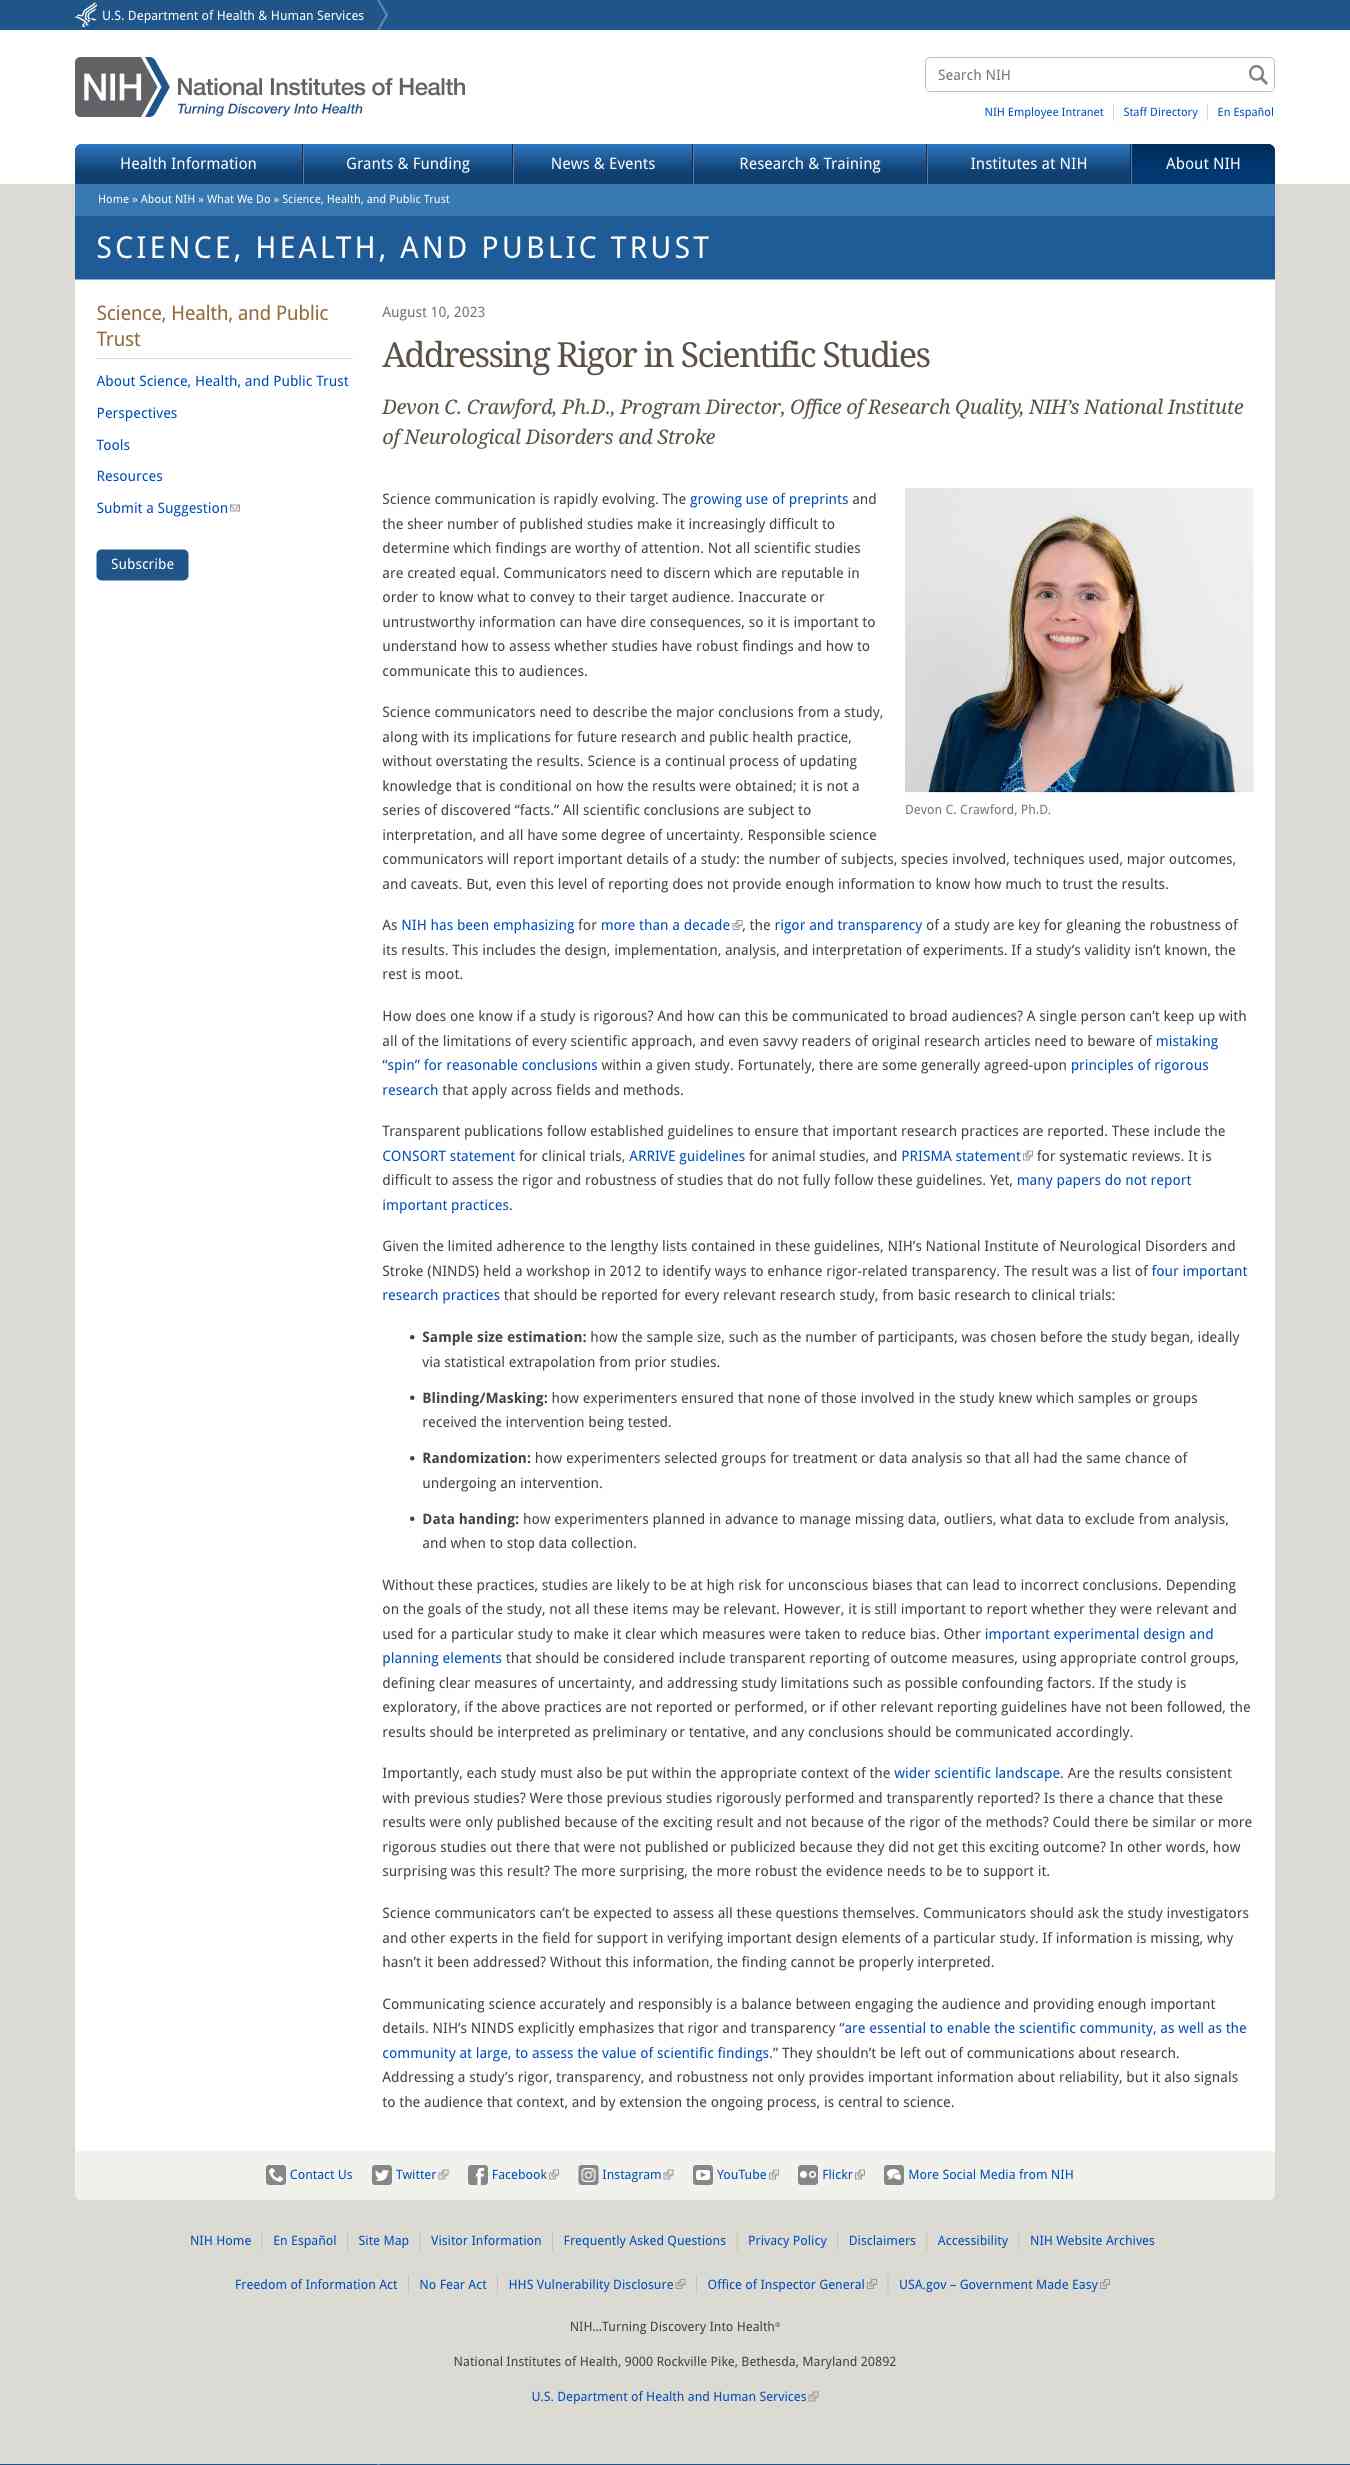 U.S. Department of Health & Human Services
NIH National Institutes of Health
Turning Discovery Into Health
Search NIH
NIH Employee Intranet
Staff Directory
En Español
Health Information
Grants & Funding
News & Events
Research & Training
Institutes at NIH
About NIH
Home » About NIH » What We Do » Science, Health, and Public Trust
SCIENCE, HEALTH, AND PUBLIC TRUST
Science, Health, and Public
Trust
About Science, Health, and Public Trust
Perspectives
Tools
Resources
Submit a Suggestion
Subscribe
August 10, 2023
Addressing Rigor in Scientific Studies
Devon C. Crawford, Ph.D., Program Director, Office of Research Quality, NIH’s National Institute
of Neurological Disorders and Stroke
Science communication is rapidly evolving. The growing use of preprints and
the sheer number of published studies make it increasingly difficult to
determine which findings are worthy of attention. Not all scientific studies
are created equal. Communicators need to discern which are reputable in
order to know what to convey to their target audience. Inaccurate or
untrustworthy information can have dire consequences, so it is important to
understand how to assess whether studies have robust findings and how to
communicate this to audiences.
Science communicators need to describe the major conclusions from a study,
along with its implications for future research and public health practice,
without overstating the results. Science is a continual process of updating
knowledge that is conditional on how the results were obtained; it is not a
series of discovered “facts.” All scientific conclusions are subject to
interpretation, and all have some degree of uncertainty. Responsible science
communicators will report important details of a study: the number of subjects, species involved, techniques used, major outcomes,
and caveats. But, even this level of reporting does not provide enough information to know how much to trust the results.
Devon C. Crawford, Ph.D.
As NIH has been emphasizing for more than a decade, the rigor and transparency of a study are key for gleaning the robustness of
its results. This includes the design, implementation, analysis, and interpretation of experiments. If a study’s validity isn’t known, the
rest is moot.
How does one know if a study is rigorous? And how can this be communicated to broad audiences? A single person can’t keep up with
all of the limitations of every scientific approach, and even savvy readers of original research articles need to beware of mistaking
“spin” for reasonable conclusions within a given study. Fortunately, there are some generally agreed-upon principles of rigorous
research that apply across fields and methods.
Transparent publications follow established guidelines to ensure that important research practices are reported. These include the
CONSORT statement for clinical trials, ARRIVE guidelines for animal studies, and PRISMA statement for systematic reviews. It is
difficult to assess the rigor and robustness of studies that do not fully follow these guidelines. Yet, many papers do not report
important practices.
Given the limited adherence to the lengthy lists contained in these guidelines, NIH’s National Institute of Neurological Disorders and
Stroke (NINDS) held a workshop in 2012 to identify ways to enhance rigor-related transparency. The result was a list of four important
research practices that should be reported for every relevant research study, from basic research to clinical trials:
• Sample size estimation: how the sample size, such as the number of participants, was chosen before the study began, ideally
via statistical extrapolation from prior studies.
• Blinding/Masking: how experimenters ensured that none of those involved in the study knew which samples or groups
received the intervention being tested.
• Randomization: how experimenters selected groups for treatment or data analysis so that all had the same chance of
undergoing an intervention.
• Data handing: how experimenters planned in advance to manage missing data, outliers, what data to exclude from analysis,
and when to stop data collection.
Without these practices, studies are likely to be at high risk for unconscious biases that can lead to incorrect conclusions. Depending
on the goals of the study, not all these items may be relevant. However, it is still important to report whether they were relevant and
used for a particular study to make it clear which measures were taken to reduce bias. Other important experimental design and
planning elements that should be considered include transparent reporting of outcome measures, using appropriate control groups,
defining clear measures of uncertainty, and addressing study limitations such as possible confounding factors. If the study is
exploratory, if the above practices are not reported or performed, or if other relevant reporting guidelines have not been followed, the
results should be interpreted as preliminary or tentative, and any conclusions should be communicated accordingly.
Importantly, each study must also be put within the appropriate context of the wider scientific landscape. Are the results consistent
with previous studies? Were those previous studies rigorously performed and transparently reported? Is there a chance that these
results were only published because of the exciting result and not because of the rigor of the methods? Could there be similar or more
rigorous studies out there that were not published or publicized because they did not get this exciting outcome? In other words, how
surprising was this result? The more surprising, the more robust the evidence needs to be to support it.
Science communicators can’t be expected to assess all these questions themselves. Communicators should ask the study investigators
and other experts in the field for support in verifying important design elements of a particular study. If information is missing, why
hasn’t it been addressed? Without this information, the finding cannot be properly interpreted.
Communicating science accurately and responsibly is a balance between engaging the audience and providing enough important
details. NIH’s NINDS explicitly emphasizes that rigor and transparency “are essential to enable the scientific community, as well as the
community at large, to assess the value of scientific findings.” They shouldn’t be left out of communications about research.
Addressing a study’s rigor, transparency, and robustness not only provides important information about reliability, but it also signals
to the audience that context, and by extension the ongoing process, is central to science.
Contact Us
Twitter
Facebook
Instagram
YouTube
Flickr
More Social Media from NIH
NIH Home
En Español
Site Map
Visitor Information
Frequently Asked Questions
Privacy Policy
Disclaimers
Accessibility
NIH Website Archives
Freedom of Information Act
No Fear Act
HHS Vulnerability Disclosure
Office of Inspector General
USA.gov – Government Made Easy
NIH…Turning Discovery Into Health®
National Institutes of Health, 9000 Rockville Pike, Bethesda, Maryland 20892
U.S. Department of Health and Human Services